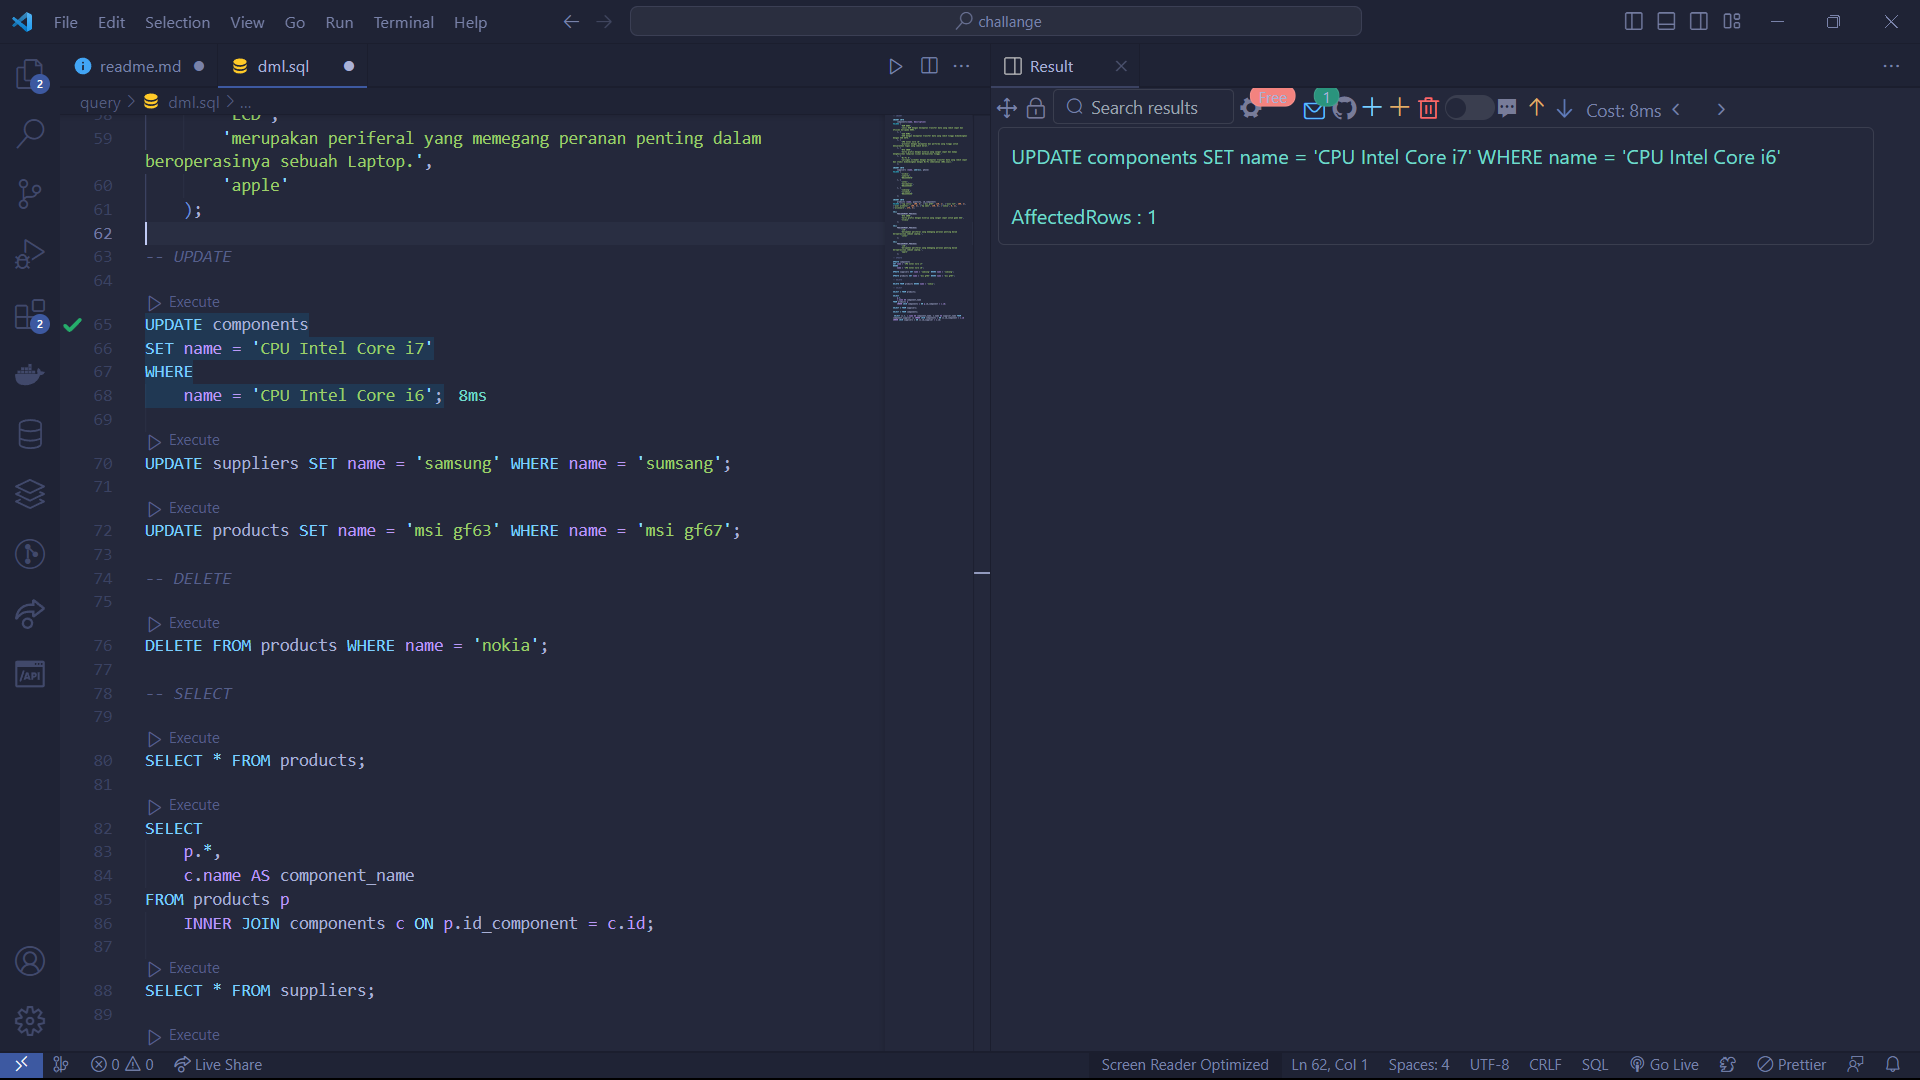 File Edit Selection View Go Run Terminal Help
challange
readme.md
dml.sql
query > dml.sql > ...
58 'LCD',
59 'merupakan periferal yang memegang peranan penting dalam
beroperasinya sebuah Laptop.',
60 'apple'
61 );
62
63 -- UPDATE
64
Execute
65 UPDATE components
66 SET name = 'CPU Intel Core i7'
67 WHERE
68 name = 'CPU Intel Core i6'; 8ms
69
Execute
70 UPDATE suppliers SET name = 'samsung' WHERE name = 'sumsang';
71
Execute
72 UPDATE products SET name = 'msi gf63' WHERE name = 'msi gf67';
73
74 -- DELETE
75
Execute
76 DELETE FROM products WHERE name = 'nokia';
77
78 -- SELECT
79
Execute
80 SELECT * FROM products;
81
Execute
82 SELECT
83 p.*,
84 c.name AS component_name
85 FROM products p
86 INNER JOIN components c ON p.id_component = c.id;
87
Execute
88 SELECT * FROM suppliers;
89
Execute
2
2
/API
Result
Search results
Free
1
Cost: 8ms
UPDATE components SET name = 'CPU Intel Core i7' WHERE name = 'CPU Intel Core i6'
AffectedRows : 1
0 0 Live Share
Screen Reader Optimized Ln 62, Col 1 Spaces: 4 UTF-8 CRLF SQL Go Live Prettier